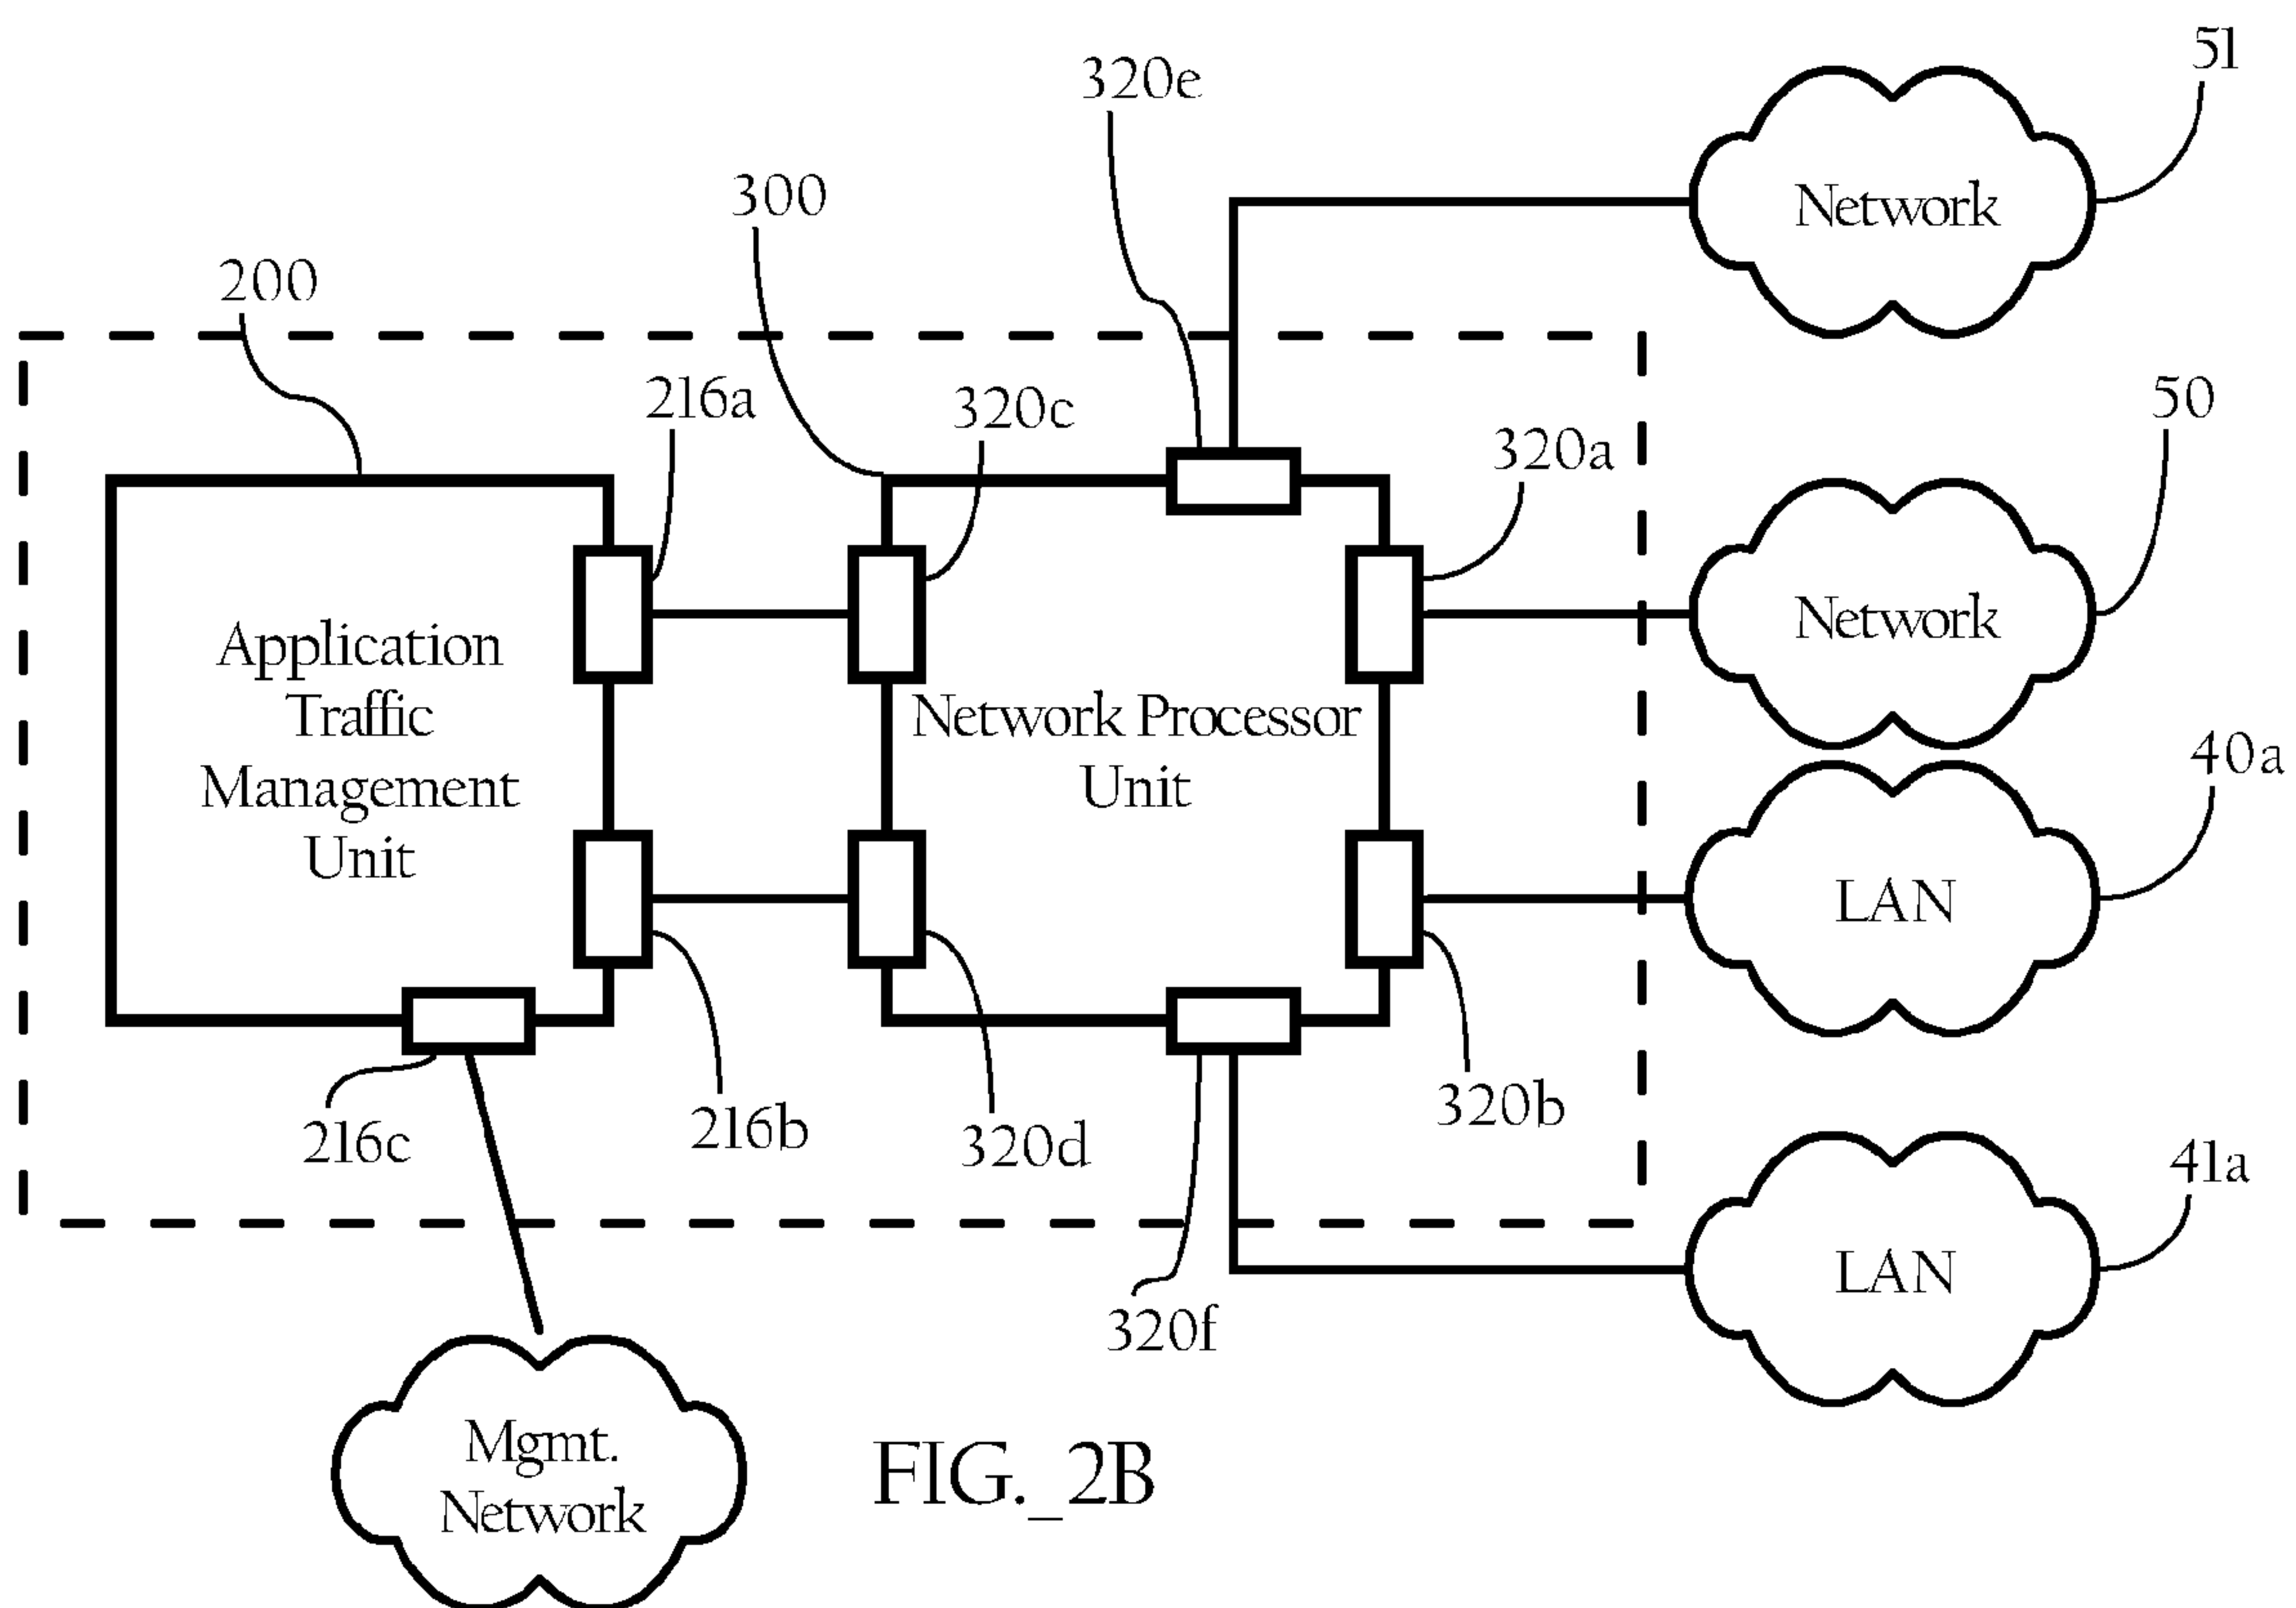 51
320e
300
Network
200
216a
320c
50
320a
Application
Traffic
Management
Unit
Network Processor
Unit
Network
40a
LAN
216c
216b
320d
320b
41a
320f
LAN
Mgmt.
Network
FIG._2B